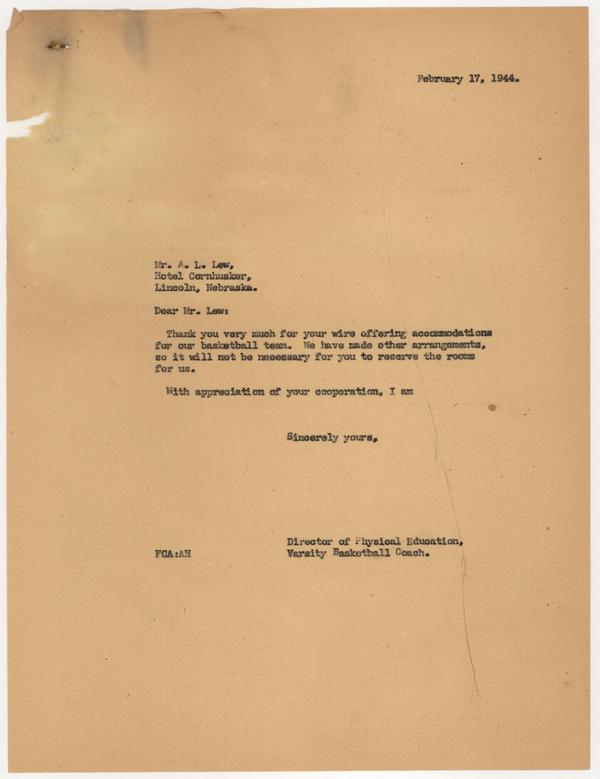 February 17, 1944.
Mr. A. L. Lew,
Hotel Cornhusker,
Lincoln, Nebraska.
Dear Mr. Lew:
Thank you very much for your wire offering accommodations
for our basketball team. We have made other arrangements,
so it will not be necessary for you to reserve the rooms
for us.
With appreciation of your cooperation, I am
Sincerely yours,
Director of Physical Education,
FCA:AH Varsity Basketball Coach.